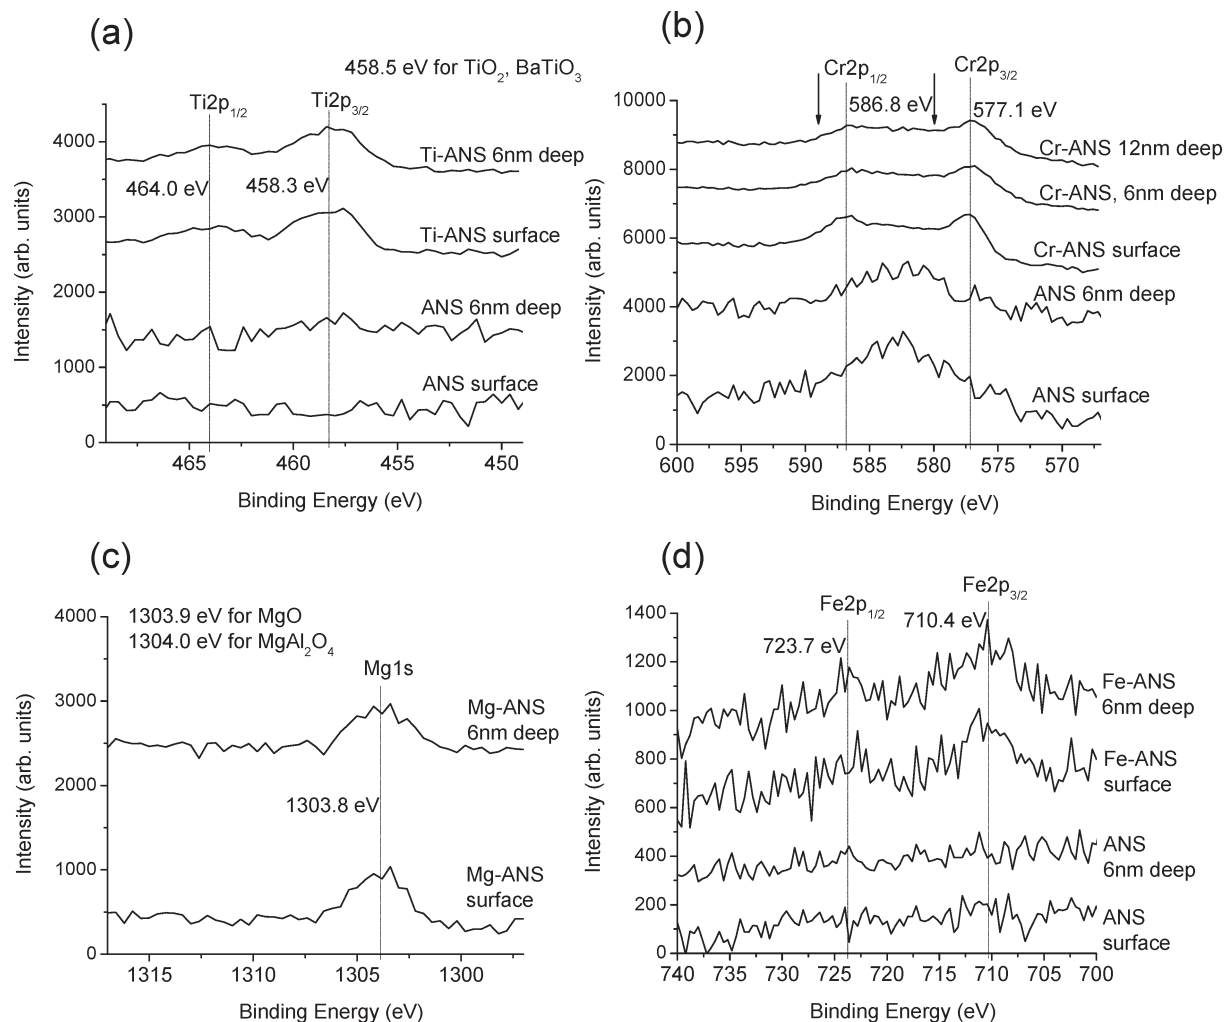 (a)
458.5 eV for TiO2, BaTiO3
Ti2p1/2
Ti2p3/2
4000
3000
2000
1000
0
Ti-ANS 6nm deep
464.0 eV
458.3 eV
Ti-ANS surface
ANS 6nm deep
ANS surface
465
460
455
450
Intensity (arb. units)
Binding Energy (eV)
(b)
Cr2p1/2
Cr2p3/2
586.8 eV
577.1 eV
10000
8000
6000
4000
2000
0
Cr-ANS 12nm deep
Cr-ANS, 6nm deep
Cr-ANS surface
ANS 6nm deep
ANS surface
600
595
590
585
580
575
570
Intensity (arb. units)
Binding Energy (eV)
(c)
1303.9 eV for MgO
1304.0 eV for MgAl2O4
Mg1s
4000
3000
2000
1000
0
Mg-ANS
6nm deep
1303.8 eV
Mg-ANS
surface
1315
1310
1305
1300
Intensity (arb. units)
Binding Energy (eV)
(d)
Fe2p3/2
Fe2p1/2
710.4 eV
723.7 eV
1400
1200
1000
800
600
400
200
0
Fe-ANS
6nm deep
Fe-ANS
surface
ANS
6nm deep
ANS
surface
740
735
730
725
720
715
710
705
700
Intensity (arb. units)
Binding Energy (eV)